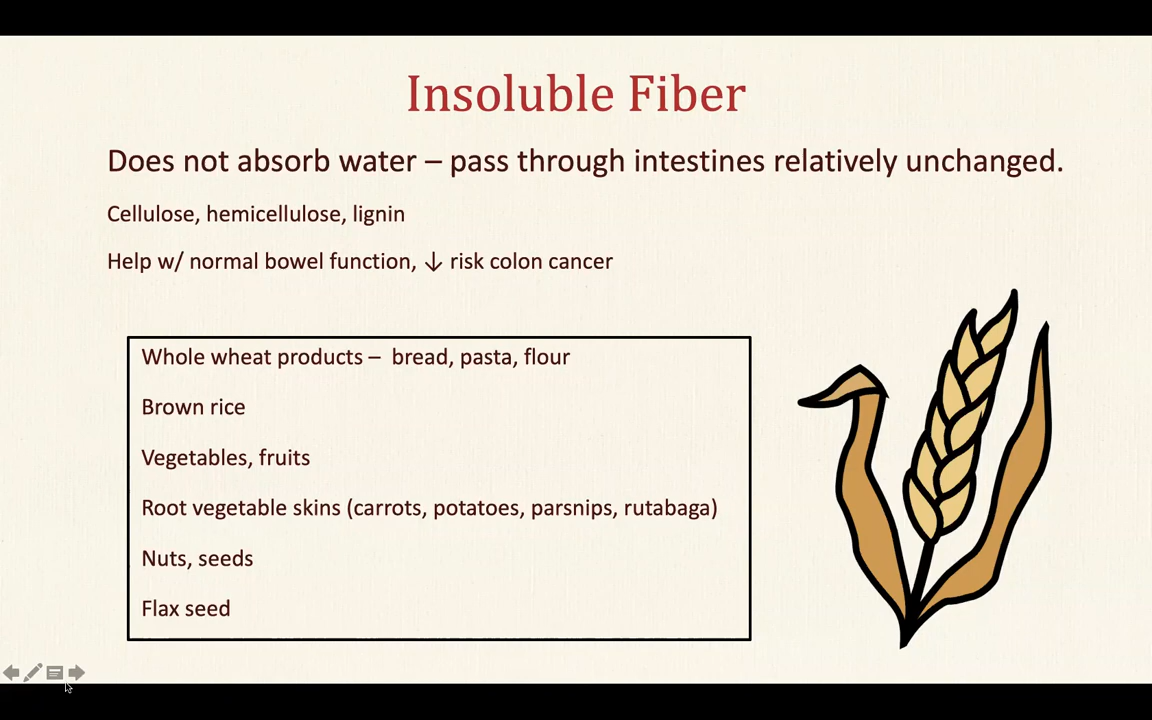 Insoluble Fiber
Does not absorb water – pass through intestines relatively unchanged.
Cellulose, hemicellulose, lignin
Help w/ normal bowel function, ↓ risk colon cancer
Whole wheat products –  bread, pasta, flour
Brown rice
Vegetables, fruits
Root vegetable skins (carrots, potatoes, parsnips, rutabaga)
Nuts, seeds
Flax seed